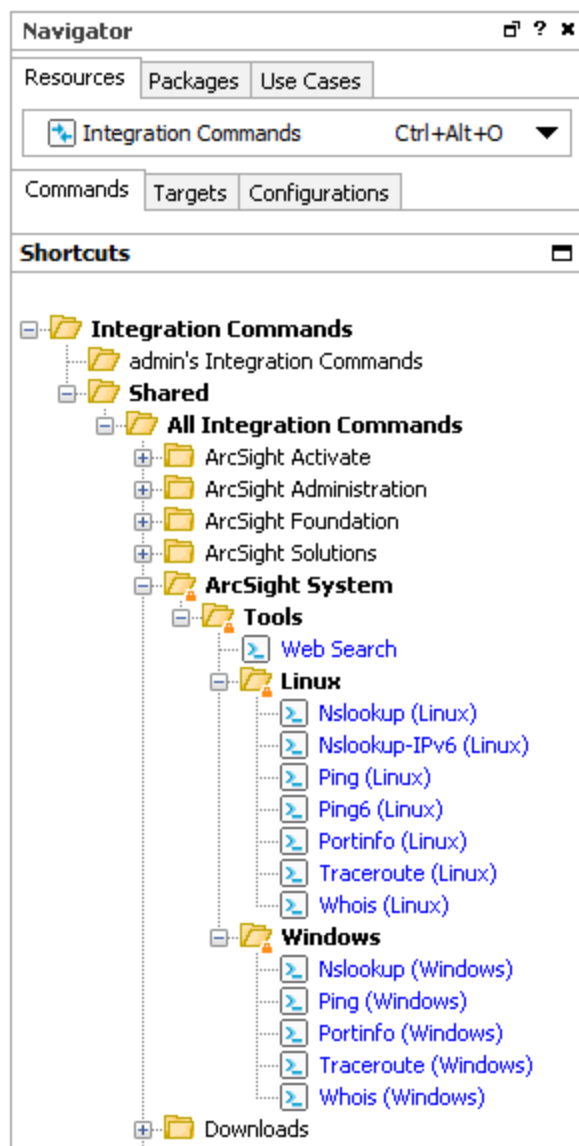 Navigator ?
Resources Packages Use Cases
Integration Commands Ctrl+Alt+O
Commands Targets Configurations
Shortcuts
Integration Commands
admin's Integration Commands
Shared
All Integration Commands
ArcSight Activate
ArcSight Administration
ArcSight Foundation
ArcSight Solutions
ArcSight System
Tools
Web Search
Linux
Nslookup (Linux)
Nslookup-IPv6 (Linux)
Ping (Linux)
Ping6 (Linux)
Portinfo (Linux)
Traceroute (Linux)
Whois (Linux)
Windows
Nslookup (Windows)
Ping (Windows)
Portinfo (Windows)
Traceroute (Windows)
Whois (Windows)
Downloads